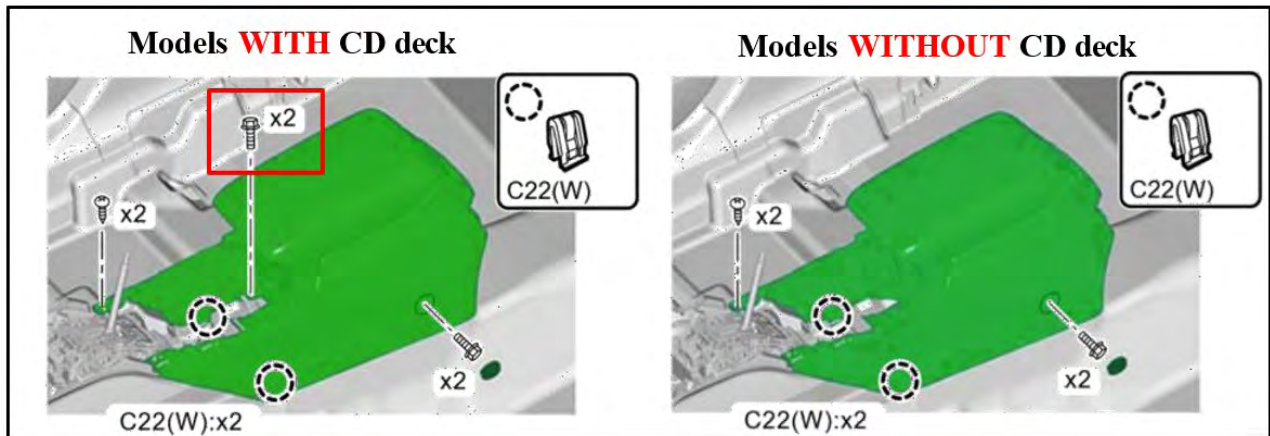 Models WITH CD deck
x2
C22(W)
x2
x2
C22(W):x2
Models WITHOUT CD deck
C22(W)
x2
x2
C22(W):x2